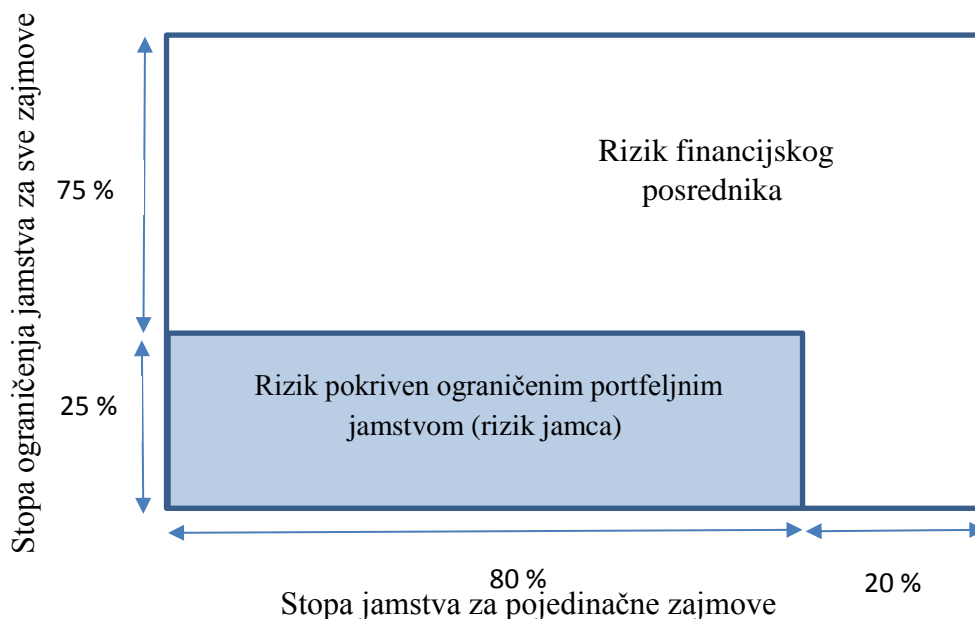 Stopa ograničenja jamstva za sve zajmove
75 %
25 %
Rizik financijskog
posrednika
Rizik pokriven ograničenim portfeljnim
jamstvom (rizik jamca)
80 %
20 %
Stopa jamstva za pojedinačne zajmove